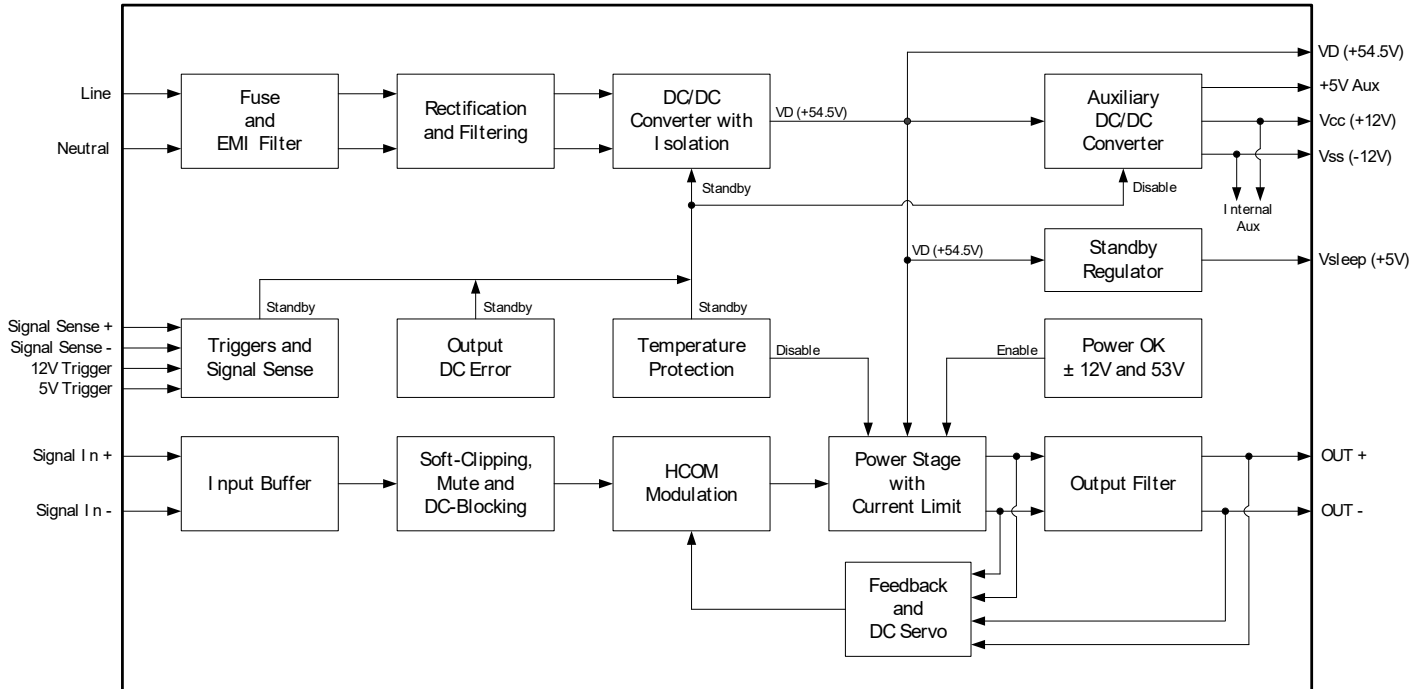 Line
Neutral
Fuse
and
EMI Filter
Rectification
and Filtering
DC/DC
Converter with
Isolation
VD (+54.5V)
Auxiliary
DC/DC
Converter
VD (+54.5V)
+5V Aux
Vcc (+12V)
Vss (-12V)
Standby
Disable
Internal
Aux
VD (+54.5V)
Standby
Regulator
Vsleep (+5V)
Standby
Standby
Standby
Signal Sense +
Signal Sense -
12V Trigger
5V Trigger
Triggers and
Signal Sense
Output
DC Error
Temperature
Protection
Disable
Enable
Power OK
± 12V and 53V
Signal In +
Signal In -
Input Buffer
Soft-Clipping,
Mute and
DC-Blocking
HCOM
Modulation
Power Stage
with
Current Limit
Output Filter
OUT +
OUT -
Feedback
and
DC Servo